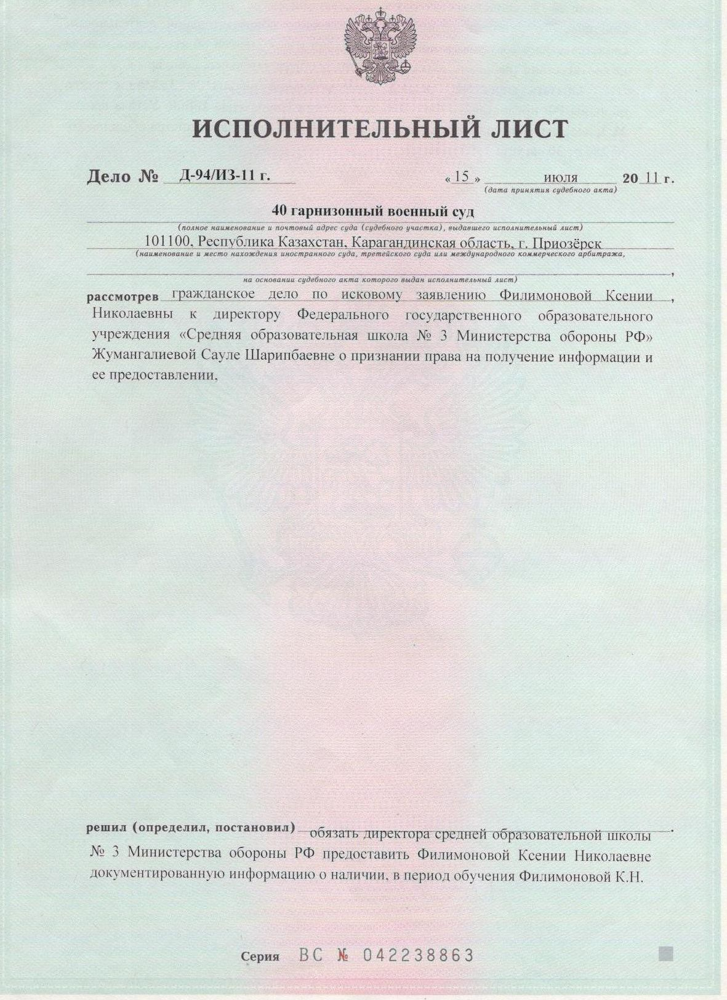 ИСПОЛНИТЕЛЬНЫЙ ЛИСТ
Дело № Д-94/ИЗ-11 г. « 15 » июля 20 11 г.
(дата принятия судебного акта)
40 гарнизонный военный суд
(полное наименование и почтовый адрес суда (судебного участка), выдавшего исполнительный лист)
101100, Республика Казахстан, Карагандинская область, г. Приозёрск
(наименование и место нахождения иностранного суда, третейского суда или международного коммерческого арбитража,
,
на основании судебного акта которого выдан исполнительный лист)
рассмотрев гражданское дело по исковому заявлению Филимоновой Ксении ,
Николаевны к директору Федерального государственного образовательного
учреждения «Средняя образовательная школа № 3 Министерства обороны РФ»
Жумангалиевой Сауле Шарипбаевне о признании права на получение информации и
ее предоставлении,
решил (определил, постановил) обязать директора средней образовательной школы .
№ 3 Министерства обороны РФ предоставить Филимоновой Ксении Николаевне
документированную информацию о наличии, в период обучения Филимоновой К.Н.
Серия ВС № 042238863